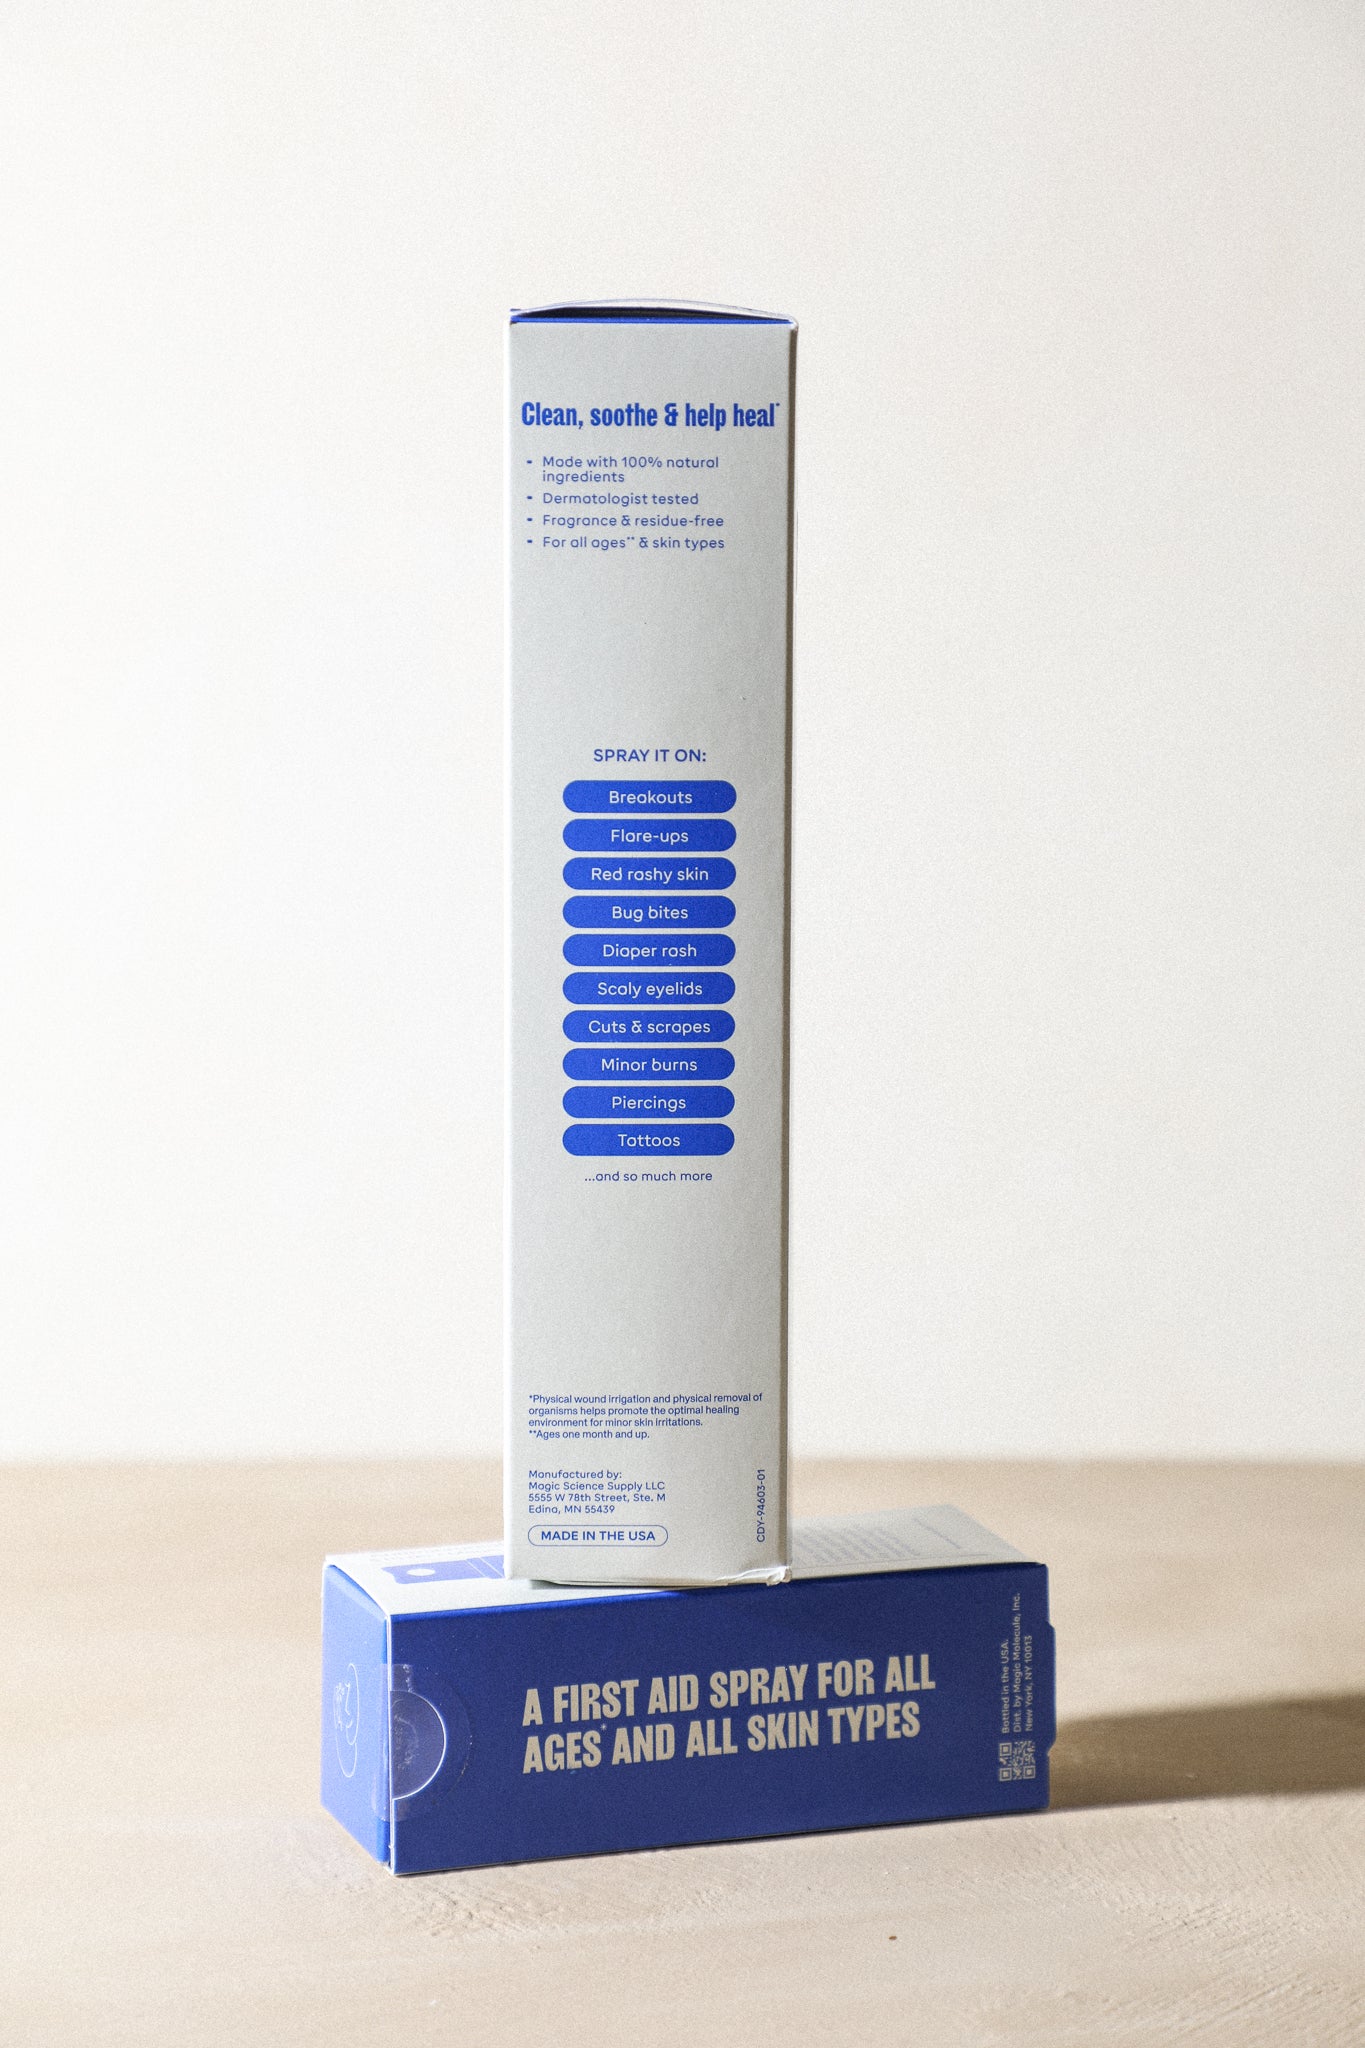 Clean, soothe & help heal*
- Made with 100% natural
ingredients
- Dermatologist tested
- Fragrance & residue-free
- For all ages** & skin types
SPRAY IT ON:
Breakouts
Flare-ups
Red rashy skin
Bug bites
Diaper rash
Scaly eyelids
Cuts & scrapes
Minor burns
Piercings
Tattoos
...and so much more
*Physical wound irrigation and physical removal of
organisms helps promote the optimal healing
environment for minor skin irritations.
**Ages one month and up.
Manufactured by:
Magic Science Supply LLC
5555 W 78th Street, Ste. M
Edina, MN 55439
MADE IN THE USA
CDY-94603-01
A FIRST AID SPRAY FOR ALL
AGES* AND ALL SKIN TYPES
Bottled in the USA.
Dist. by Magic Molecule, Inc.
New York, NY 10013